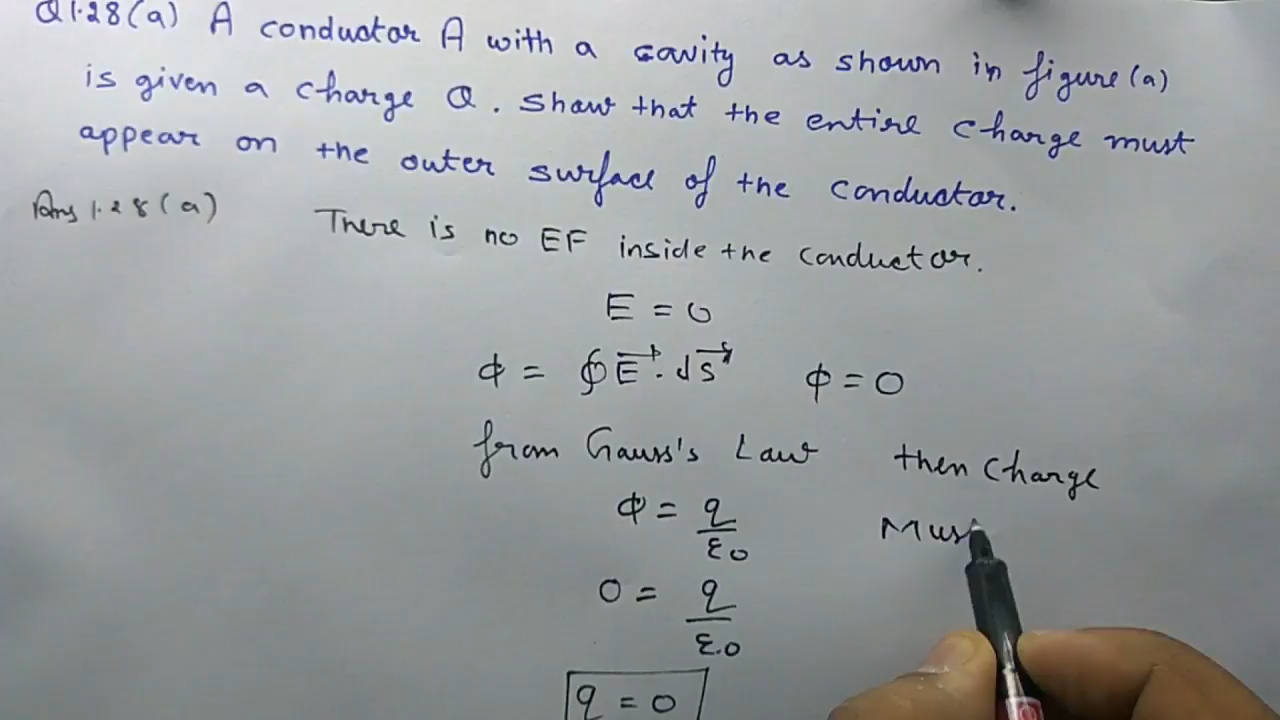 Q1.28(a) A conductor A with a cavity as shown in figure(a)
is given a charge Q. Show that the entire charge must
appear on the outer surface of the conductor.
Ans 1.28(a) There is no EF inside the conductor.
E = 0
ϕ = ∮E⃗.dS⃗ ϕ = 0
from Gauss's Law then charge
ϕ = q/ε0 Mus
0 = q/ε.0
q = 0